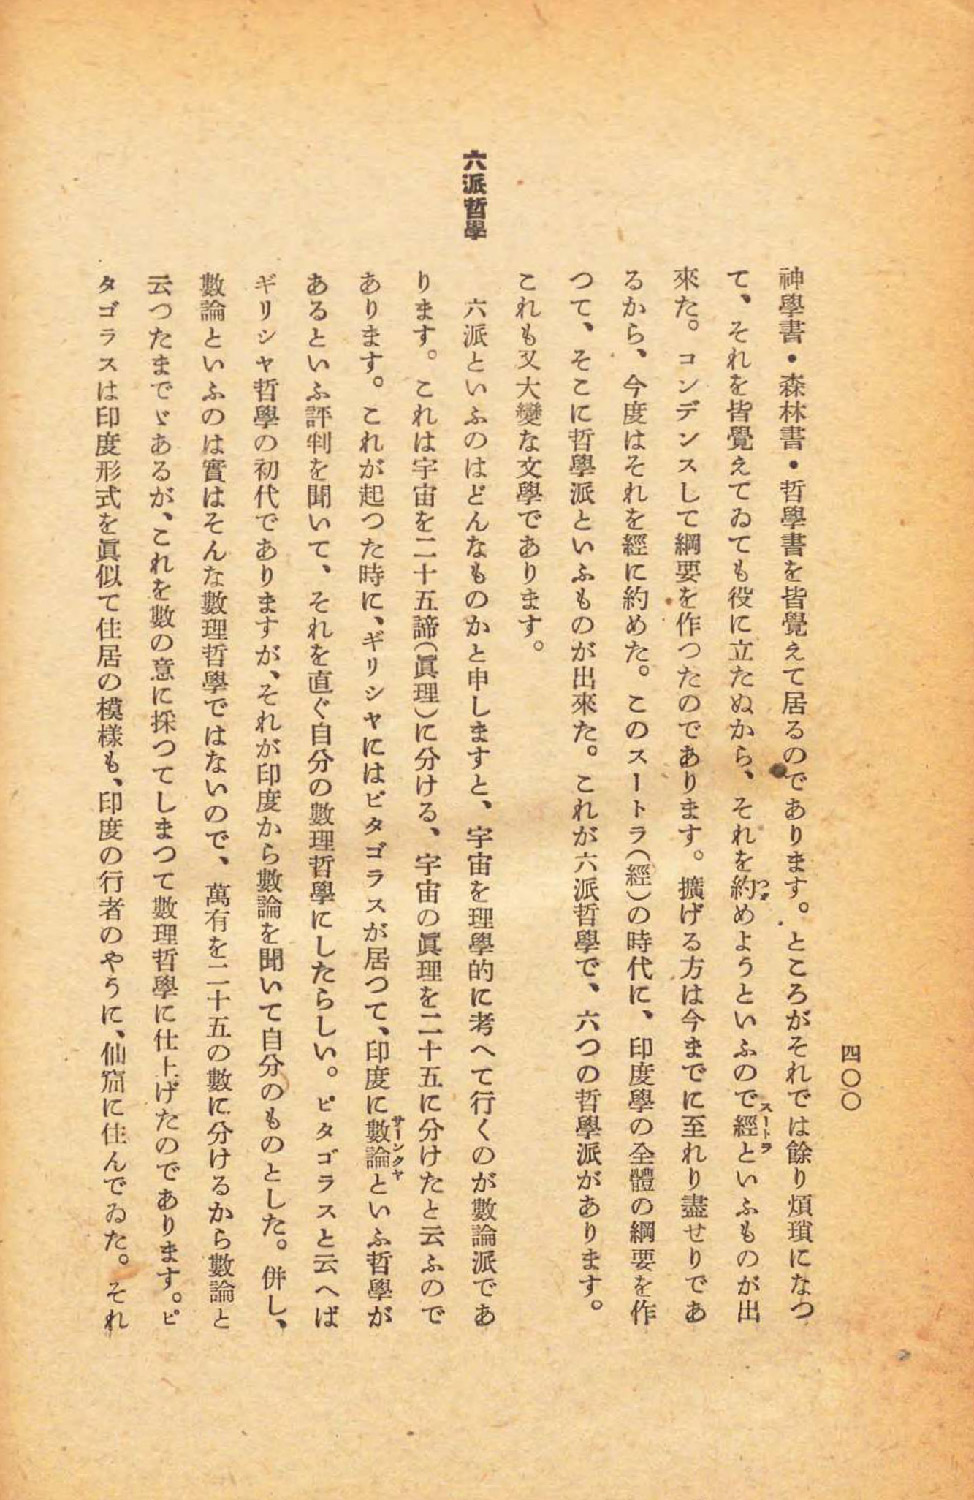 四〇〇
神學書・森林書・哲學書を皆覺えて居るのであります。ところがそれでは餘り煩瑣になつ
て、それを皆覺えてゐても役に立たぬから、それを約めようといふので經といふものが出
つゞ
スートラ
來た。コンデンスして綱要を作つたのであります。擴げる方は今までに至れり盡せりであ
るから、今度はそれを經に約めた。このスートラ（經）の時代に、印度學の全體の綱要を作
つて、そこに哲學派といふものが出來た。これが六派哲學で、六つの哲學派があります。
これも又大變な文學であります。
六派哲學
六派といふのはどんなものかと申しますと、宇宙を理學的に考へて行くのが數論派であ
ります。これは宇宙を二十五諦（眞理）に分ける、宇宙の眞理を二十五に分けたと云ふので
あります。これが起つた時に、ギリシヤにはピタゴラスが居つて、印度に數論といふ哲學が
サーンクヤ
あるといふ評判を聞いて、それを直ぐ自分の數理哲學にしたらしい。ピタゴラスと云へば
ギリシヤ哲學の初代でありますが、それが印度から數論を聞いて自分のものとした。併し、
數論といふのは實はそんな數理哲學ではないので、萬有を二十五の數に分けるから數論と
云つたまでゞあるが、これを數の意に採つてしまつて數理哲學に仕上げたのであります。ピ
タゴラスは印度形式を眞似て住居の模樣も、印度の行者のやうに、仙窟に住んでゐた。それ